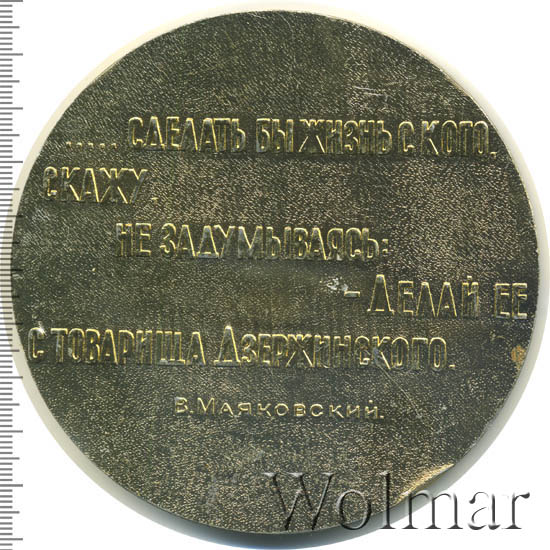 ..... СДЕЛАТЬ БЫ ЖИЗНЬ С КОГО,
СКАЖУ,
НЕ ЗАДУМЫВАЯСЬ:
– ДЕЛАЙ ЕЕ
С ТОВАРИЩА ДЗЕРЖИНСКОГО.
В. МАЯКОВСКИЙ.
Wolmar